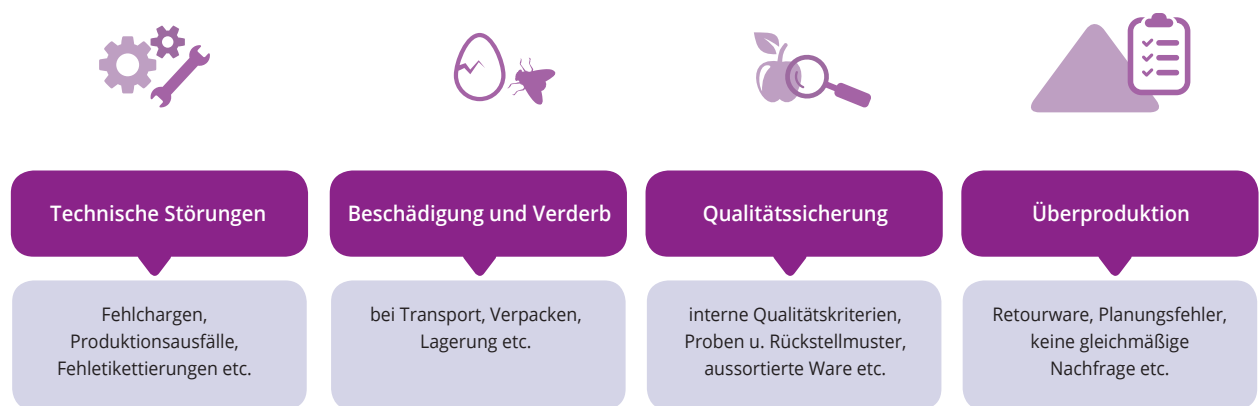 Technische Störungen
Fehlchargen,
Produktionsausfälle,
Fehletikettierungen etc.
Beschädigung und Verderb
bei Transport, Verpacken,
Lagerung etc.
Qualitätssicherung
interne Qualitätskriterien,
Proben u. Rückstellmuster,
aussortierte Ware etc.
Überproduktion
Retourware, Planungsfehler,
keine gleichmäßige
Nachfrage etc.